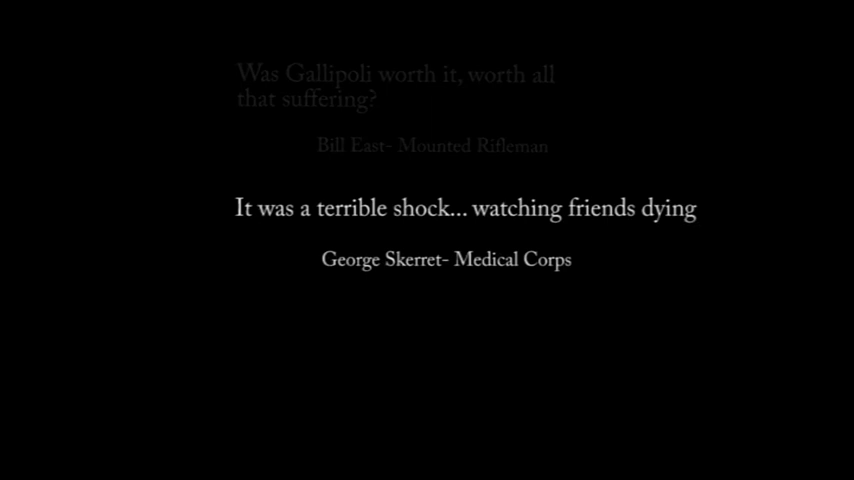 Was Gallipoli worth it, worth all
that suffering?
Bill East- Mounted Rifleman
It was a terrible shock... watching friends dying
George Skerret- Medical Corps